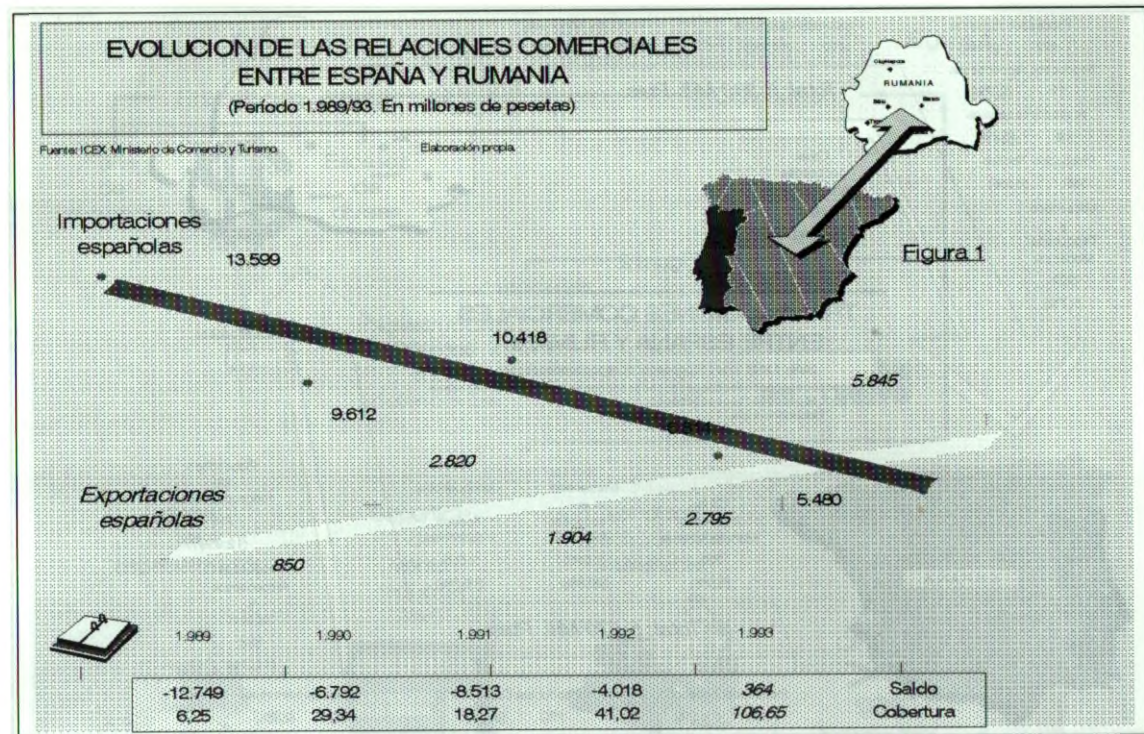 EVOLUCION DE LAS RELACIONES COMERCIALES
ENTRE ESPAÑA Y RUMANIA
(Período 1.989/93. En millones de pesetas)
Fuente: ICEX. Ministerio de Comercio y Turismo. Elaboración propia.
RUMANIA
Importaciones
españolas
13.599
Figura 1
10.418
5.845
9.612
2.820
Exportaciones
españolas
5.480
2.795
1.904
850
1.989 1.990 1.991 1.992 1.993
-12.749 -6.792 -8.513 -4.018 364 Saldo
6,25 29,34 18,27 41,02 106,65 Cobertura